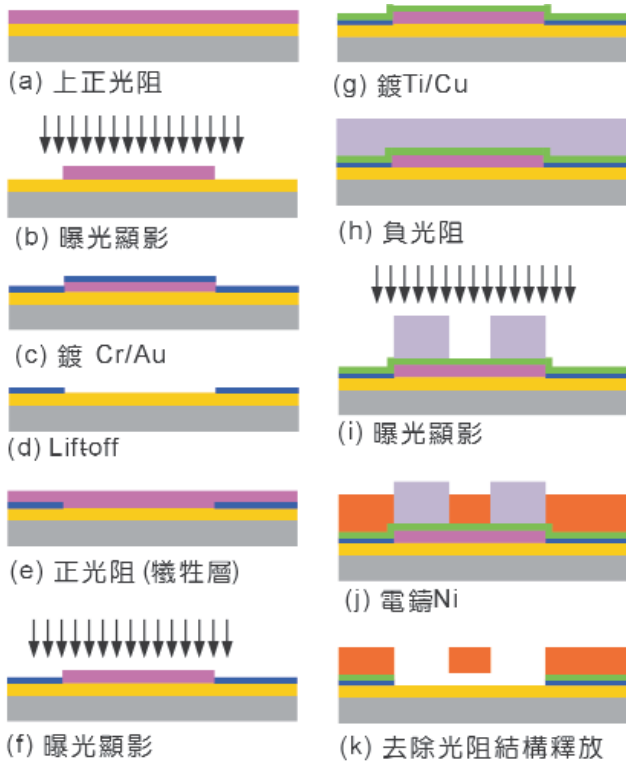 (a) 上正光阻
(b) 曝光顯影
(c) 鍍 Cr/Au
(d) Liftoff
(e) 正光阻 (犧牲層)
(f) 曝光顯影
(g) 鍍Ti/Cu
(h) 負光阻
(i) 曝光顯影
(j) 電鑄Ni
(k) 去除光阻結構釋放